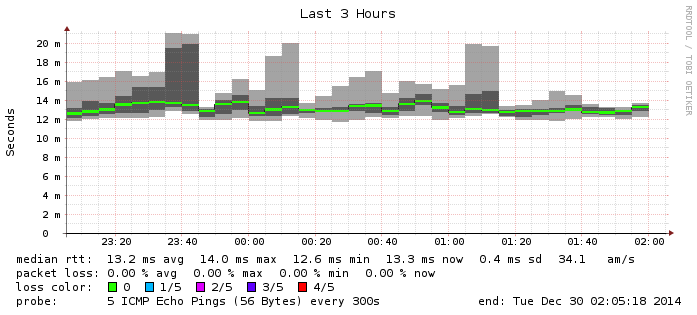 Last 3 Hours
RRDTOOL / TOBI OETIKER
Seconds
20 m
18 m
16 m
14 m
12 m
10 m
8 m
6 m
4 m
2 m
0
23:20 23:40 00:00 00:20 00:40 01:00 01:20 01:40 02:00
median rtt: 13.2 ms avg 14.0 ms max 12.6 ms min 13.3 ms now 0.4 ms sd 34.1 am/s
packet loss: 0.00 % avg 0.00 % max 0.00 % min 0.00 % now
loss color: 0 1/5 2/5 3/5 4/5
probe: 5 ICMP Echo Pings (56 Bytes) every 300s end: Tue Dec 30 02:05:18 2014